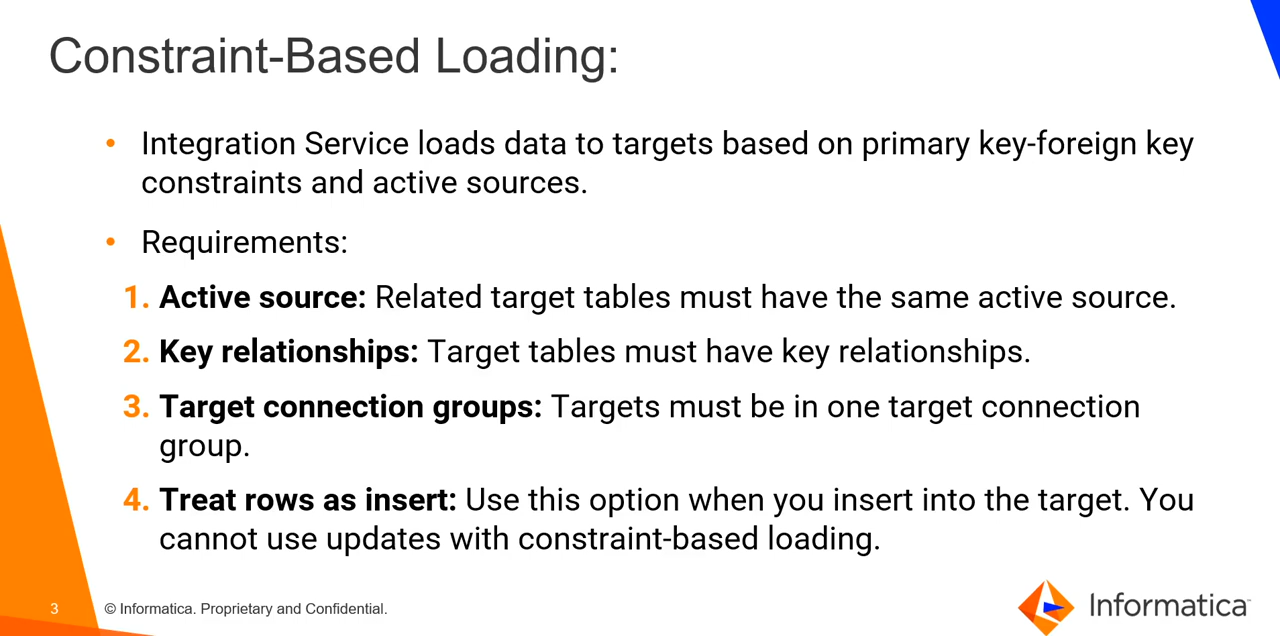 Constraint-Based Loading:
• Integration Service loads data to targets based on primary key-foreign key
constraints and active sources.
• Requirements:
1. Active source: Related target tables must have the same active source.
2. Key relationships: Target tables must have key relationships.
3. Target connection groups: Targets must be in one target connection
group.
4. Treat rows as insert: Use this option when you insert into the target. You
cannot use updates with constraint-based loading.
3 © Informatica. Proprietary and Confidential.
Informatica™